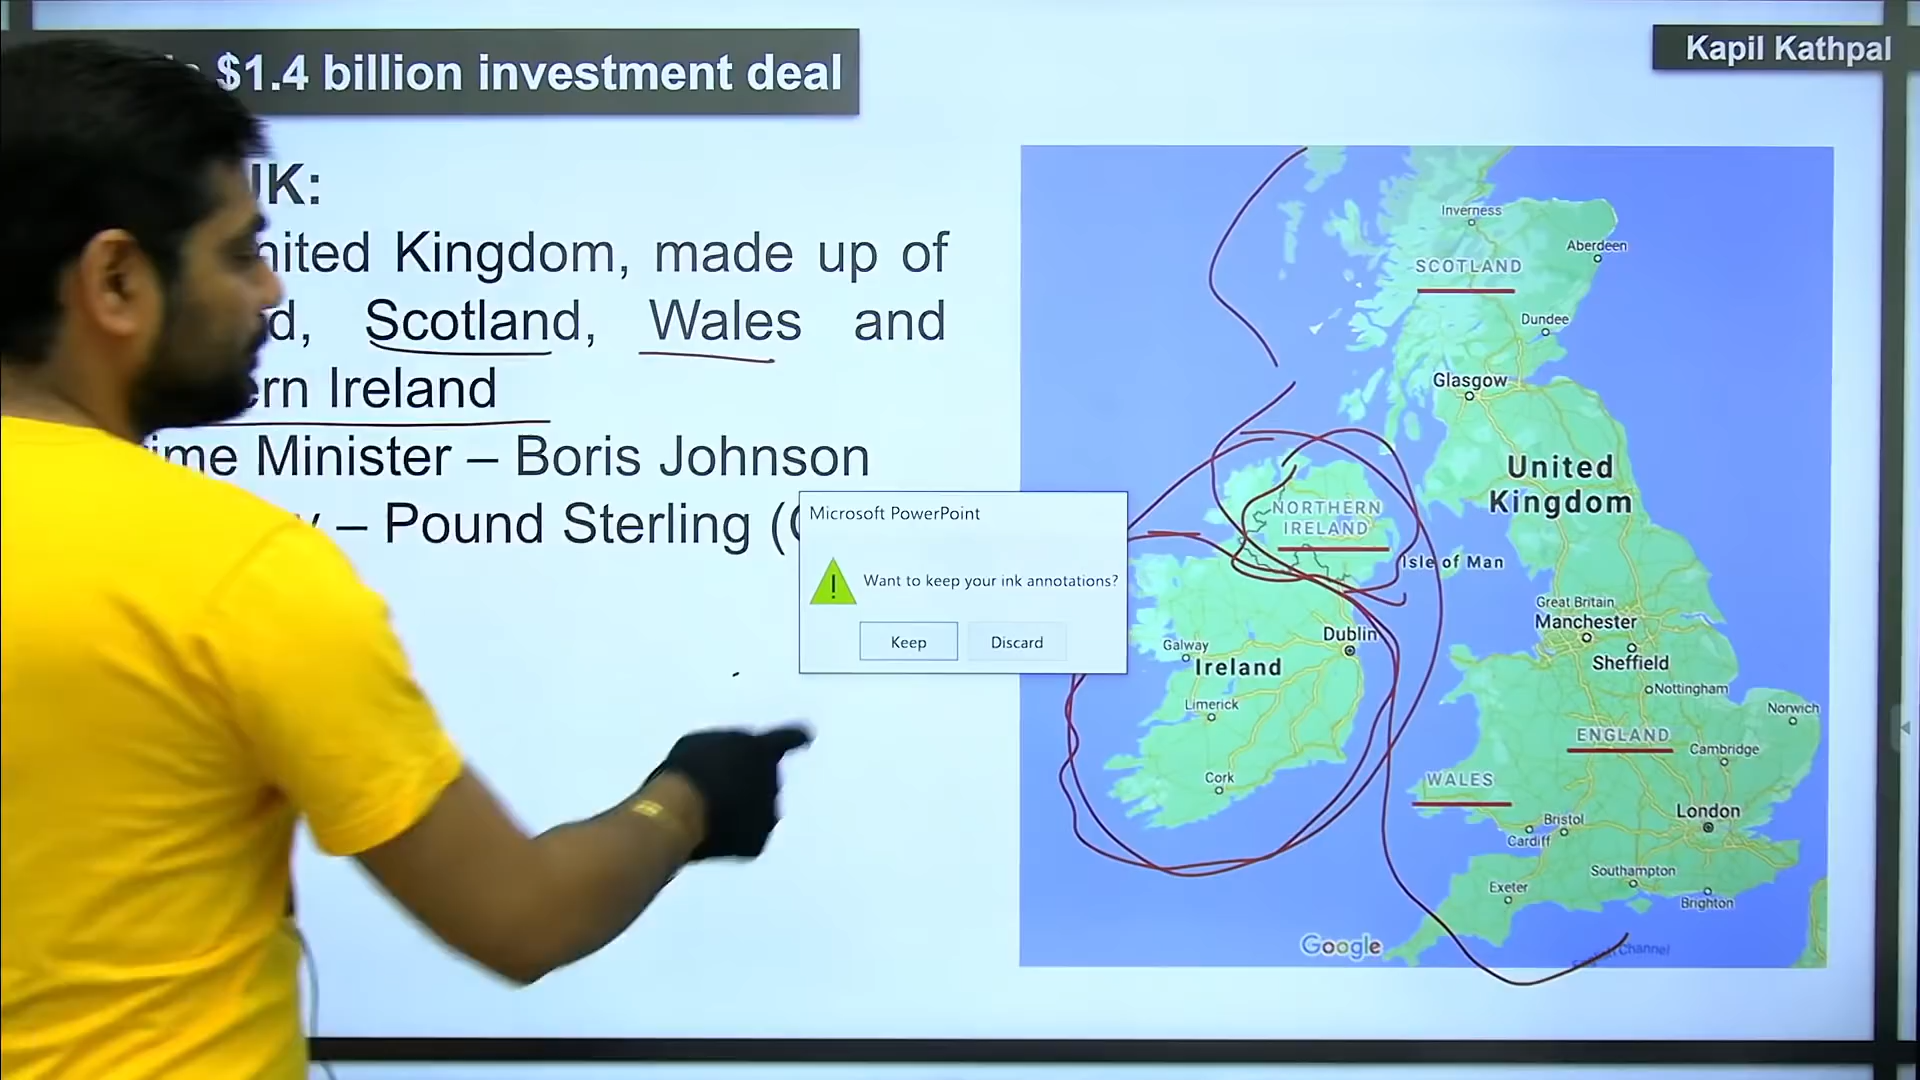 $1.4 billion investment deal
Kapil Kathpal
UK:
United Kingdom, made up of
Scotland, Wales and
Ireland
Minister – Boris Johnson
– Pound Sterling (
Microsoft PowerPoint
Want to keep your ink annotations?
Keep
Discard
Inverness
Aberdeen
SCOTLAND
Dundee
Glasgow
United
Kingdom
NORTHERN
IRELAND
Isle of Man
Great Britain
Manchester
Dublin
Galway
Ireland
Sheffield
Nottingham
Limerick
Norwich
ENGLAND
Cambridge
Cork
WALES
London
Bristol
Cardiff
Southampton
Exeter
Brighton
Google
English Channel